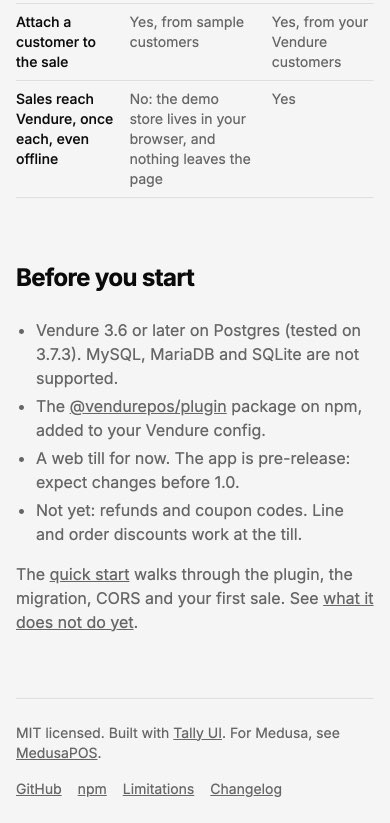 Attach a customer to the sale
Yes, from sample customers
Yes, from your Vendure customers
Sales reach Vendure, once each, even offline
No: the demo store lives in your browser, and nothing leaves the page
Yes
Before you start
• Vendure 3.6 or later on Postgres (tested on
3.7.3). MySQL, MariaDB and SQLite are not
supported.
• The @vendurepos/plugin package on npm,
added to your Vendure config.
• A web till for now. The app is pre-release:
expect changes before 1.0.
• Not yet: refunds and coupon codes. Line
and order discounts work at the till.
The quick start walks through the plugin, the
migration, CORS and your first sale. See what it
does not do yet.
MIT licensed. Built with Tally UI. For Medusa, see
MedusaPOS.
GitHub npm Limitations Changelog